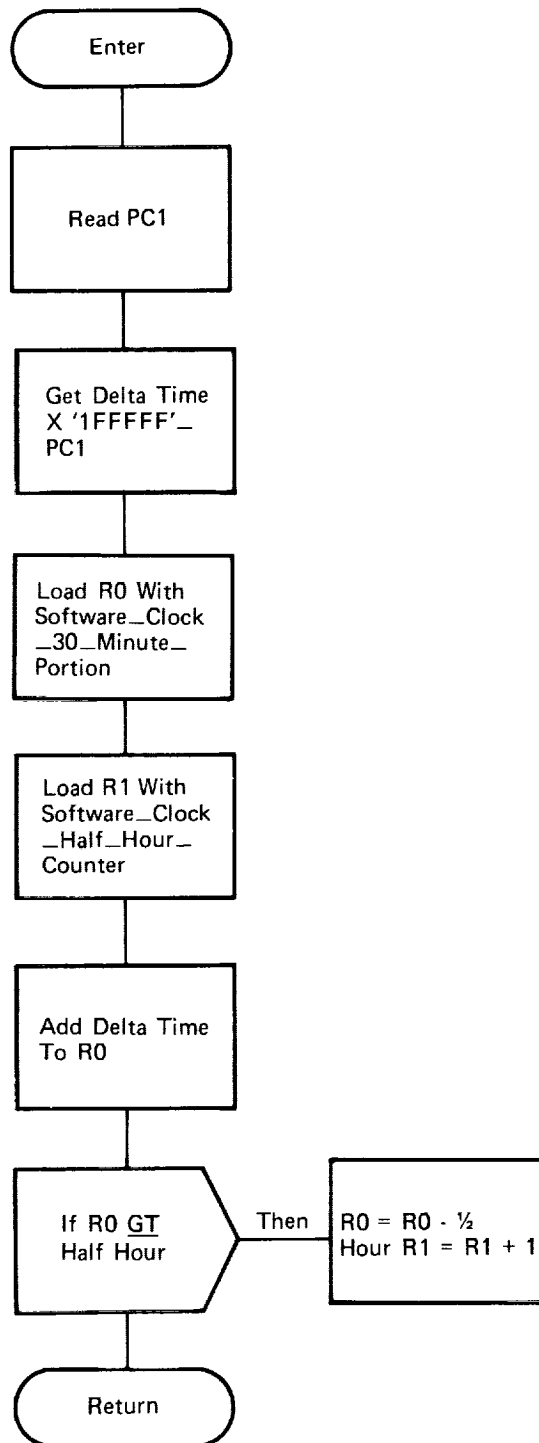 Enter
Read PC1
Get Delta Time
X '1FFFFF'_
PC1
Load R0 With
Software_Clock
_30_Minute_
Portion
Load R1 With
Software_Clock
_Half_Hour_
Counter
Add Delta Time
To R0
If R0 GT
Half Hour
Then
R0 = R0 - ½
Hour R1 = R1 + 1
Return